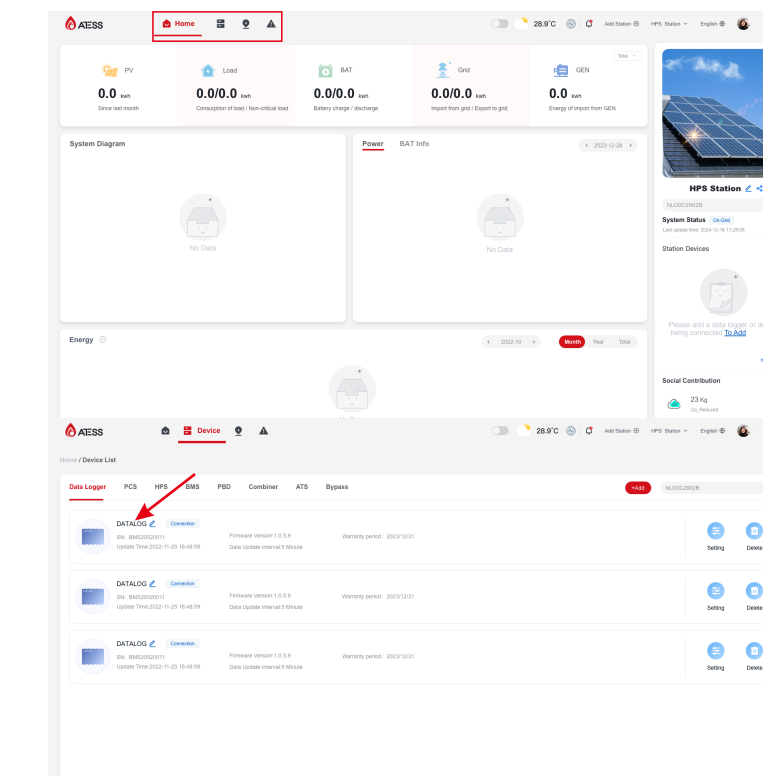 ATESS
Home
28.9°C
Add Station
HPS Station
English
PV
0.0 kwh
Since last month
Load
0.0/0.0 kwh
Consurption of load / Non-critical load
BAT
0.0/0.0 kwh
Battery charge / discharge
Grid
0.0/0.0 kwh
Import from grid / Export to grid
GEN
0.0 kwh
Energy of import from GEN
Total
System Diagram
No Data
Power
BAT Info
2022-12-28
No Data
HPS Station
NLD0C2902B
System Status
Last update time: 2024-12-16 11:28:05
Station Devices
Please add a data logger or da
being connected To Add
Energy
2022-10
Month
Year
Total
Social Contribution
23 Kg
Co, Reduced
ATESS
Device
28.9°C
Add Station
HPS Station
English
Home / Device List
Data Logger
PCS
HPS
BMS
PBD
Combiner
ATS
Bypass
+Add
NLD0C2902B
DATALOG
Connection
SN: BMS20020011
Update Time:2022-11-25 16:48:59
Firmware Version:1.0.5.9
Data Update Interval:5 Minute
Warranty period: 2023/12/31
Setting
Delete
DATALOG
Connection
SN: BMS20020011
Update Time:2022-11-25 16:48:59
Firmware Version:1.0.5.9
Data Update Interval:5 Minute
Warranty period: 2023/12/31
Setting
Delete
DATALOG
Connection
SN: BMS20020011
Update Time:2022-11-25 16:48:59
Firmware Version:1.0.5.9
Data Update Interval:5 Minute
Warranty period: 2023/12/31
Setting
Delete